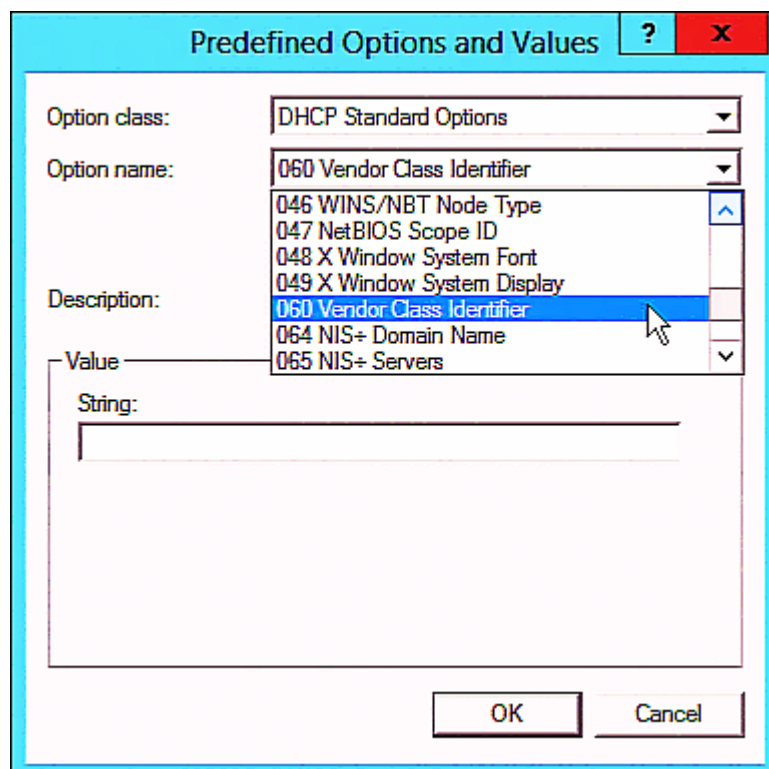 Predefined Options and Values ? x
Option class: DHCP Standard Options
Option name: 060 Vendor Class Identifier
046 WINS/NBT Node Type
047 NetBIOS Scope ID
048 X Window System Font
049 X Window System Display
Description:
060 Vendor Class Identifier
064 NIS+ Domain Name
065 NIS+ Servers
Value
String:
OK Cancel